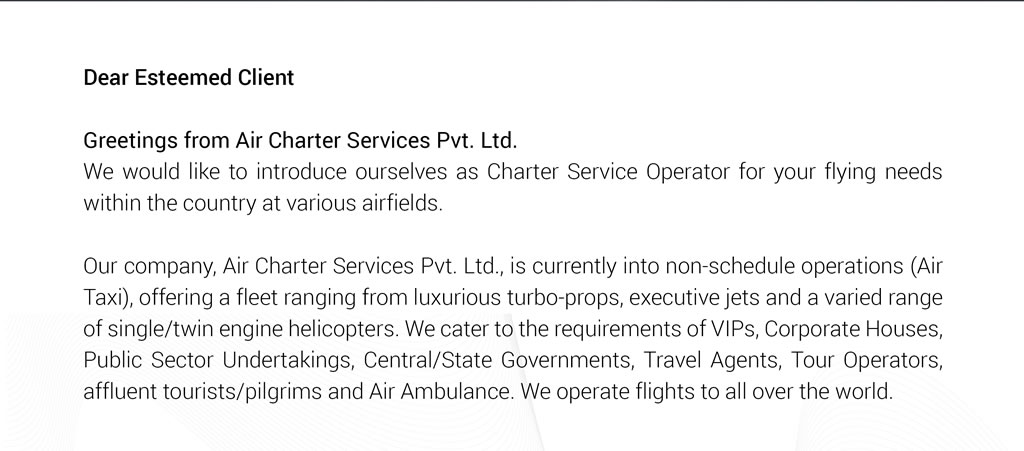 Dear Esteemed Client
Greetings from Air Charter Services Pvt. Ltd.
We would like to introduce ourselves as Charter Service Operator for your flying needs
within the country at various airfields.
Our company, Air Charter Services Pvt. Ltd., is currently into non-schedule operations (Air
Taxi), offering a fleet ranging from luxurious turbo-props, executive jets and a varied range
of single/twin engine helicopters. We cater to the requirements of VIPs, Corporate Houses,
Public Sector Undertakings, Central/State Governments, Travel Agents, Tour Operators,
affluent tourists/pilgrims and Air Ambulance. We operate flights to all over the world.